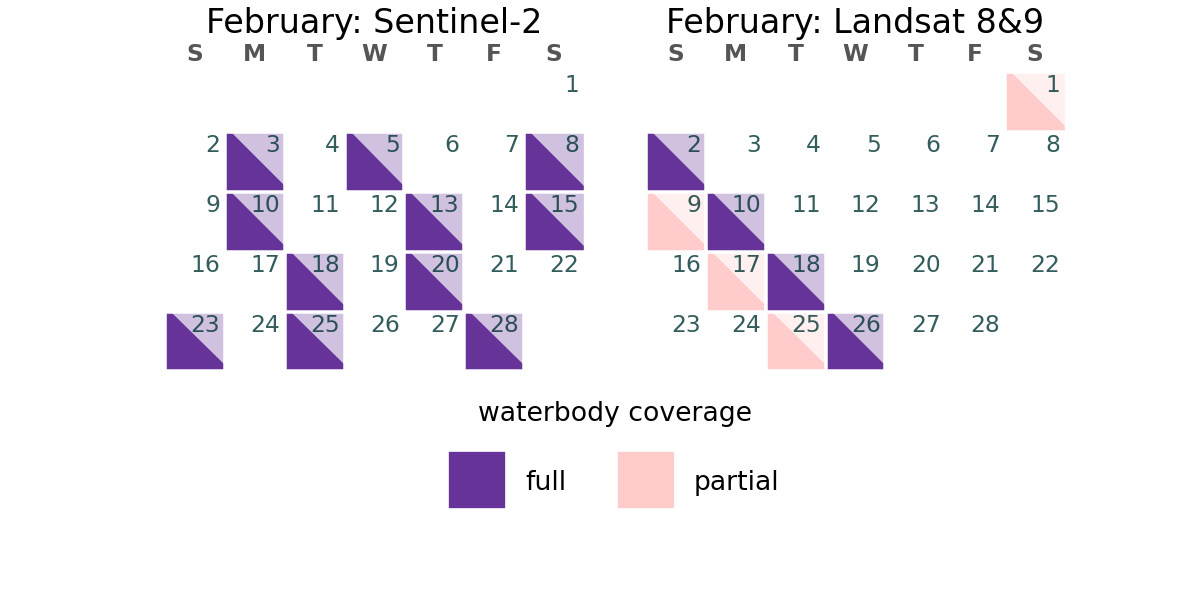 February: Sentinel-2
S M T W T F S
1
2 3 4 5 6 7 8
9 10 11 12 13 14 15
16 17 18 19 20 21 22
23 24 25 26 27 28
February: Landsat 8&9
S M T W T F S
1
2 3 4 5 6 7 8
9 10 11 12 13 14 15
16 17 18 19 20 21 22
23 24 25 26 27 28
waterbody coverage
full partial